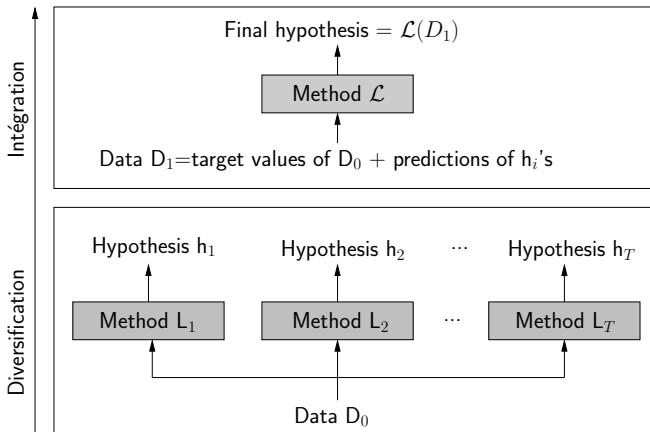 Final hypothesis = ℒ(D₁)
Method ℒ
Data D₁=target values of D₀ + predictions of hᵢ's
Intégration
Hypothesis h₁ Hypothesis h₂ ... Hypothesis h_T
Method L₁ Method L₂ ... Method L_T
Data D₀
Diversification